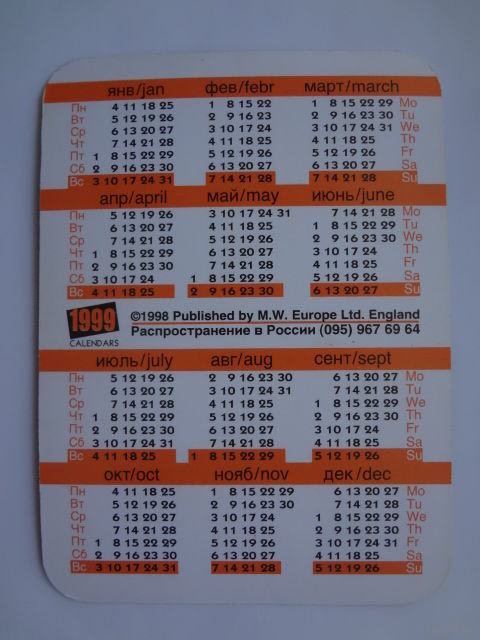 янв/jan фев/febr март/march
Пн 4 11 18 25 1 8 15 22 1 8 15 22 29 Mo
Вт 5 12 19 26 2 9 16 23 2 9 16 23 30 Tu
Ср 6 13 20 27 3 10 17 24 3 10 17 24 31 We
Чт 7 14 21 28 4 11 18 25 4 11 18 25 Th
Пт 1 8 15 22 29 5 12 19 26 5 12 19 26 Fr
Сб 2 9 16 23 30 6 13 20 27 6 13 20 27 Sa
Вс 3 10 17 24 31 7 14 21 28 7 14 21 28 Su
апр/april май/may июнь/june
Пн 5 12 19 26 3 10 17 24 31 7 14 21 28 Mo
Вт 6 13 20 27 4 11 18 25 1 8 15 22 29 Tu
Ср 7 14 21 28 5 12 19 26 2 9 16 23 30 We
Чт 1 8 15 22 29 6 13 20 27 3 10 17 24 Th
Пт 2 9 16 23 30 7 14 21 28 4 11 18 25 Fr
Сб 3 10 17 24 1 8 15 22 29 5 12 19 26 Sa
Вс 4 11 18 25 2 9 16 23 30 6 13 20 27 Su
1999 ©1998 Published by M.W. Europe Ltd. England
CALENDARS Распространение в России (095) 967 69 64
июль/july авг/aug сент/sept
Пн 5 12 19 26 2 9 16 23 30 6 13 20 27 Mo
Вт 6 13 20 27 3 10 17 24 31 7 14 21 28 Tu
Ср 7 14 21 28 4 11 18 25 1 8 15 22 29 We
Чт 1 8 15 22 29 5 12 19 26 2 9 16 23 30 Th
Пт 2 9 16 23 30 6 13 20 27 3 10 17 24 Fr
Сб 3 10 17 24 31 7 14 21 28 4 11 18 25 Sa
Вс 4 11 18 25 1 8 15 22 29 5 12 19 26 Su
окт/oct нояб/nov дек/dec
Пн 4 11 18 25 1 8 15 22 29 6 13 20 27 Mo
Вт 5 12 19 26 2 9 16 23 30 7 14 21 28 Tu
Ср 6 13 20 27 3 10 17 24 1 8 15 22 29 We
Чт 7 14 21 28 4 11 18 25 2 9 16 23 30 Th
Пт 1 8 15 22 29 5 12 19 26 3 10 17 24 31 Fr
Сб 2 9 16 23 30 6 13 20 27 4 11 18 25 Sa
Вс 3 10 17 24 31 7 14 21 28 5 12 19 26 Su